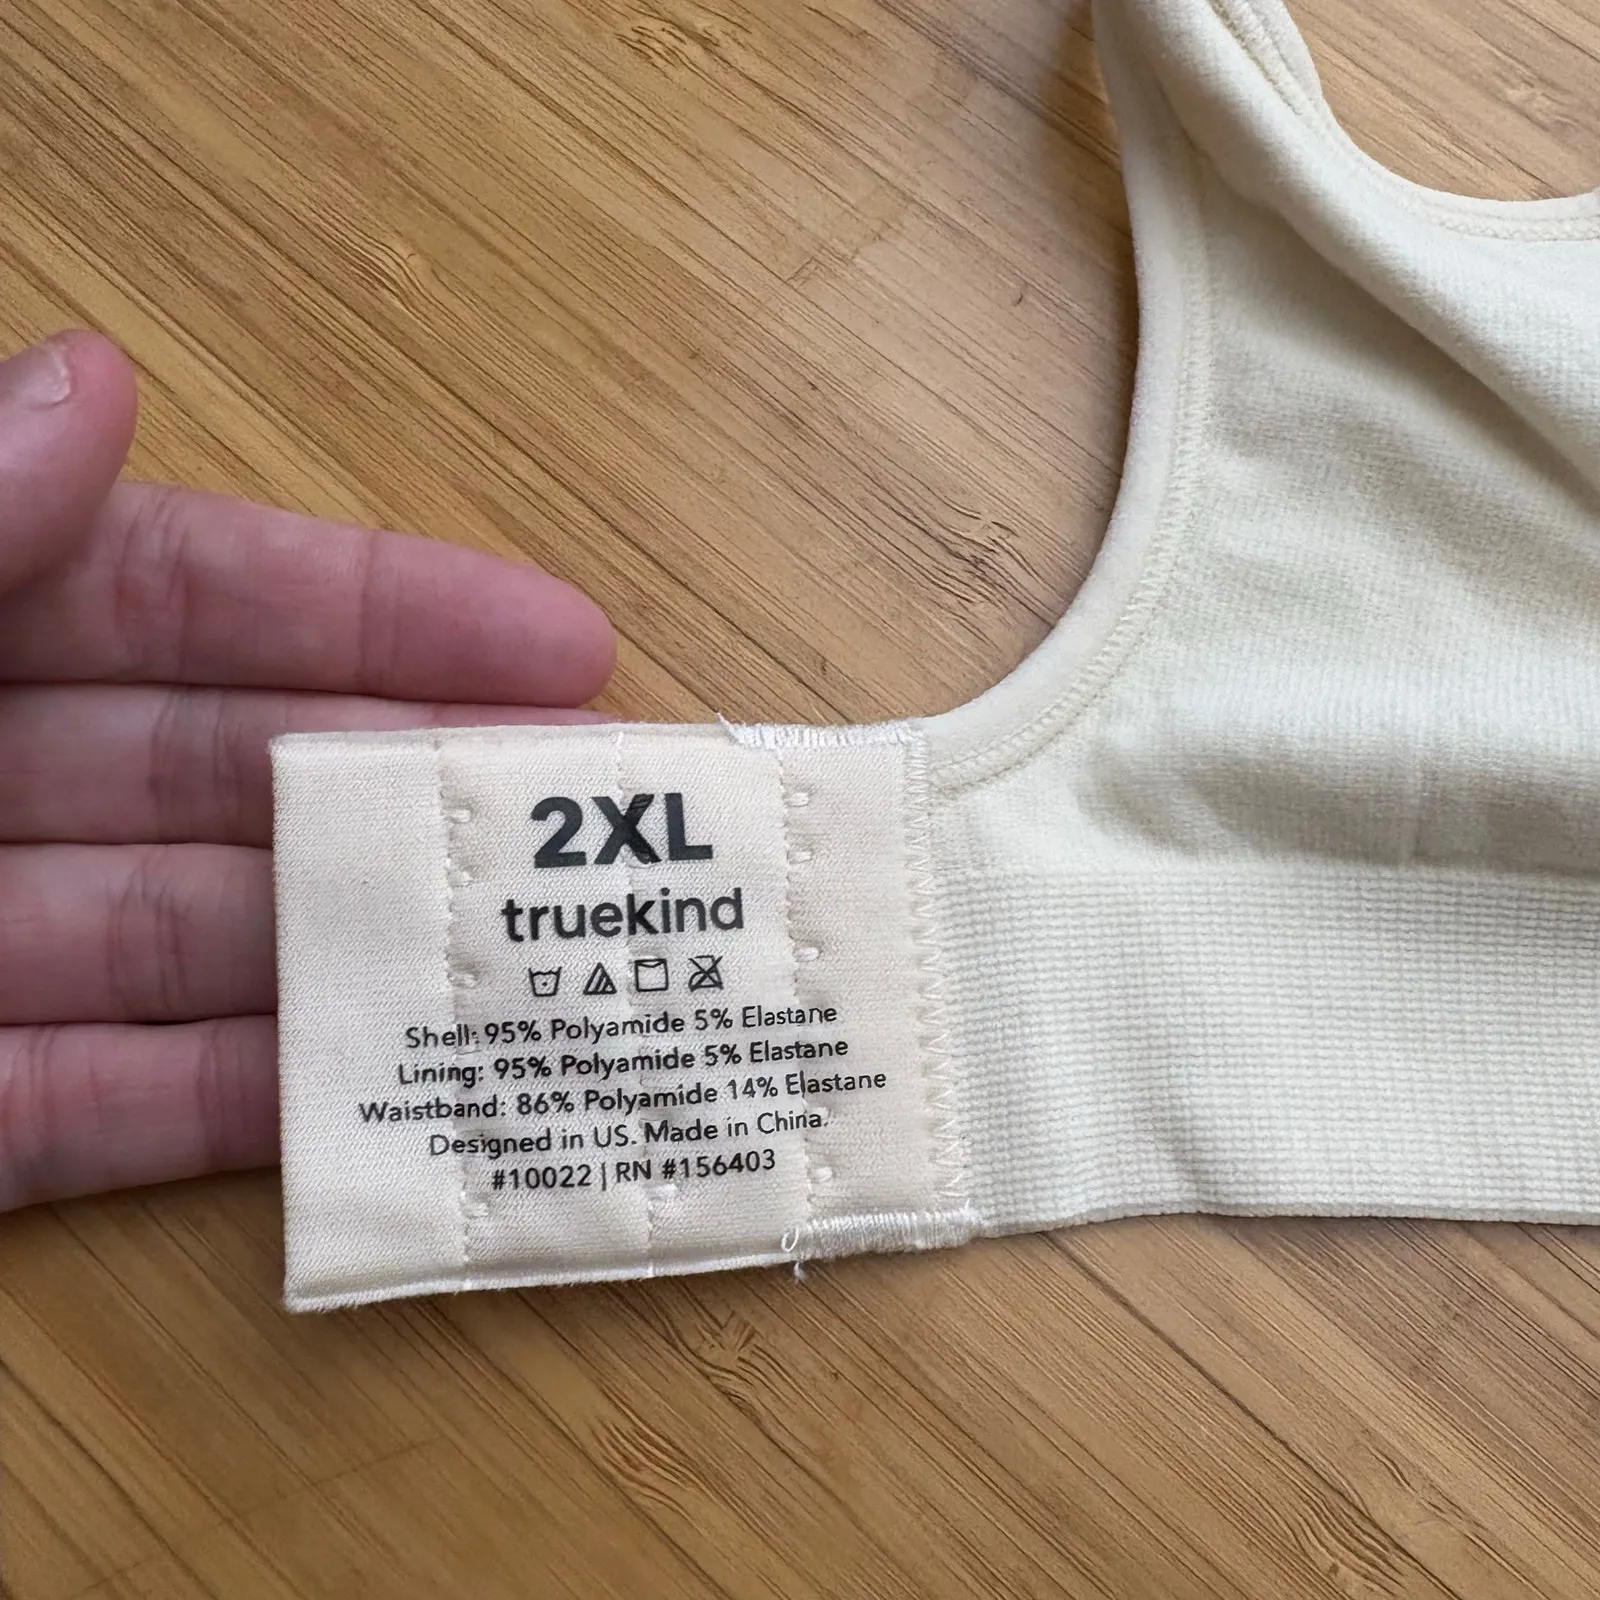 2XL
truekind
Shell: 95% Polyamide 5% Elastane
Lining: 95% Polyamide 5% Elastane
Waistband: 86% Polyamide 14% Elastane
Designed in US. Made in China.
#10022 | RN #156403